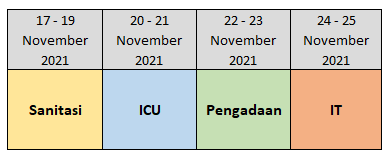 17 - 19 November 2021
20 - 21 November 2021
22 - 23 November 2021
24 - 25 November 2021
Sanitasi
ICU
Pengadaan
IT